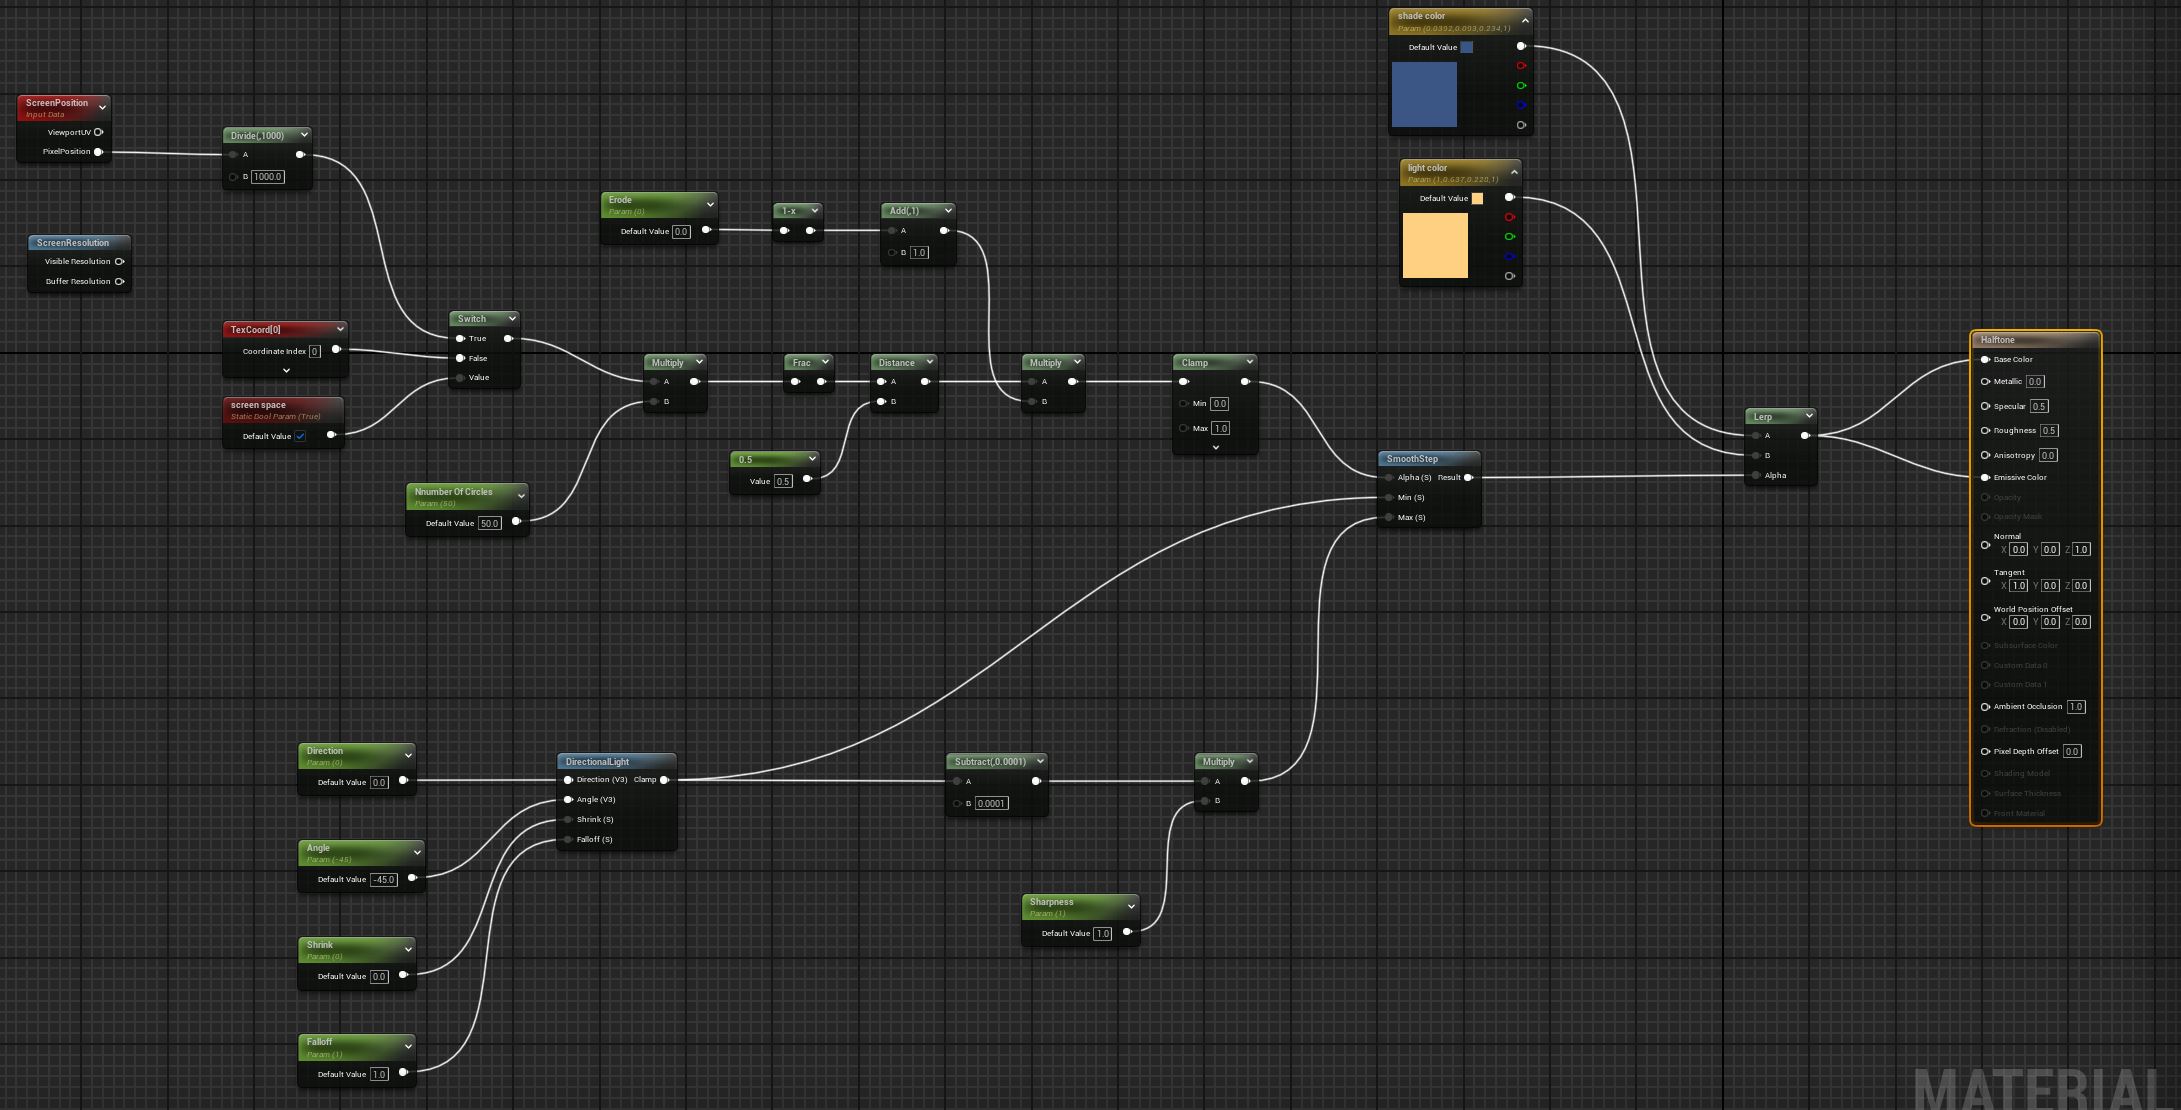 shade color
Param (0.0392,0.093,0.234,1)
Default Value
ScreenPosition
Input Data
ViewportUV
PixelPosition
Divide(,1000)
A
B 1000.0
light color
Param (1,0.637,0.220,1)
Default Value
Erode
Param (0)
Default Value 0.0
1-x
Add(,1)
A
B 1.0
ScreenResolution
Visible Resolution
Buffer Resolution
TexCoord[0]
Coordinate Index 0
Switch
True
False
Value
screen space
Static Bool Param (True)
Default Value
Multiply
A
B
Frac
Distance
A
B
Multiply
A
B
Clamp
Min 0.0
Max 1.0
0.5
Value 0.5
Nnumber Of Circles
Param (50)
Default Value 50.0
SmoothStep
Alpha (S) Result
Min (S)
Max (S)
Lerp
A
B
Alpha
Halftone
Base Color
Metallic 0.0
Specular 0.5
Roughness 0.5
Anisotropy 0.0
Emissive Color
Opacity
Opacity Mask
Normal
X 0.0 Y 0.0 Z 1.0
Tangent
X 1.0 Y 0.0 Z 0.0
World Position Offset
X 0.0 Y 0.0 Z 0.0
Subsurface Color
Custom Data 0
Custom Data 1
Ambient Occlusion 1.0
Refraction (Disabled)
Pixel Depth Offset 0.0
Shading Model
Surface Thickness
Front Material
Direction
Param (0)
Default Value 0.0
DirectionalLight
Direction (V3) Clamp
Angle (V3)
Shrink (S)
Falloff (S)
Subtract(,0.0001)
A
B 0.0001
Multiply
A
B
Angle
Param (-45)
Default Value -45.0
Sharpness
Param (1)
Default Value 1.0
Shrink
Param (0)
Default Value 0.0
Falloff
Param (1)
Default Value 1.0
MATERIAL